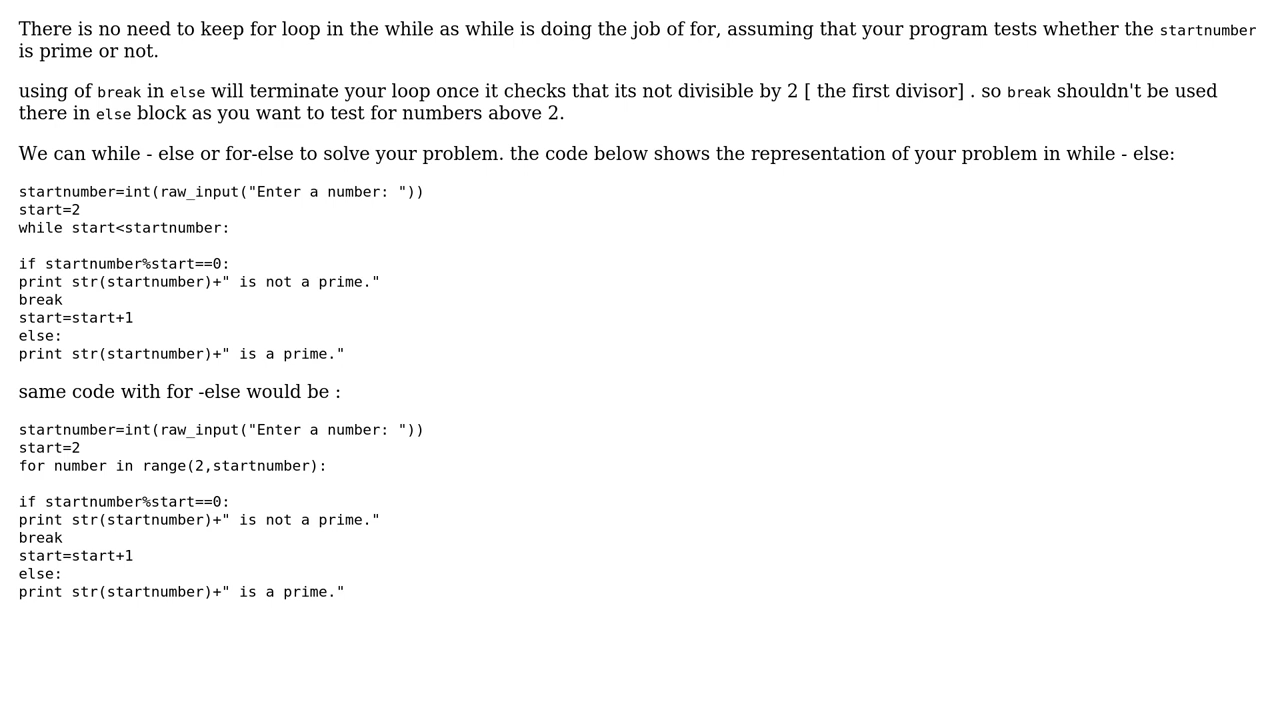 There is no need to keep for loop in the while as while is doing the job of for, assuming that your program tests whether the startnumber
is prime or not.
using of break in else will terminate your loop once it checks that its not divisible by 2 [ the first divisor] . so break shouldn't be used
there in else block as you want to test for numbers above 2.
We can while - else or for-else to solve your problem. the code below shows the representation of your problem in while - else:
startnumber=int(raw_input("Enter a number: "))
start=2
while start<startnumber:
if startnumber%start==0:
print str(startnumber)+" is not a prime."
break
start=start+1
else:
print str(startnumber)+" is a prime."
same code with for -else would be :
startnumber=int(raw_input("Enter a number: "))
start=2
for number in range(2,startnumber):
if startnumber%start==0:
print str(startnumber)+" is not a prime."
break
start=start+1
else:
print str(startnumber)+" is a prime."